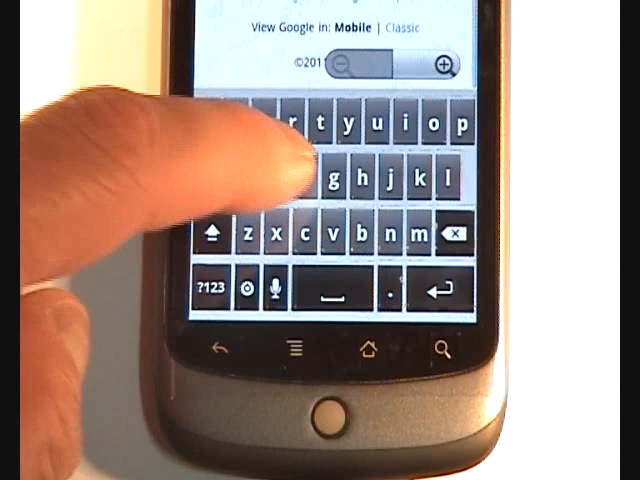 View Google in: Mobile | Classic
©201
r t y u i o p
g h j k l
z x c v b n m
?123 .